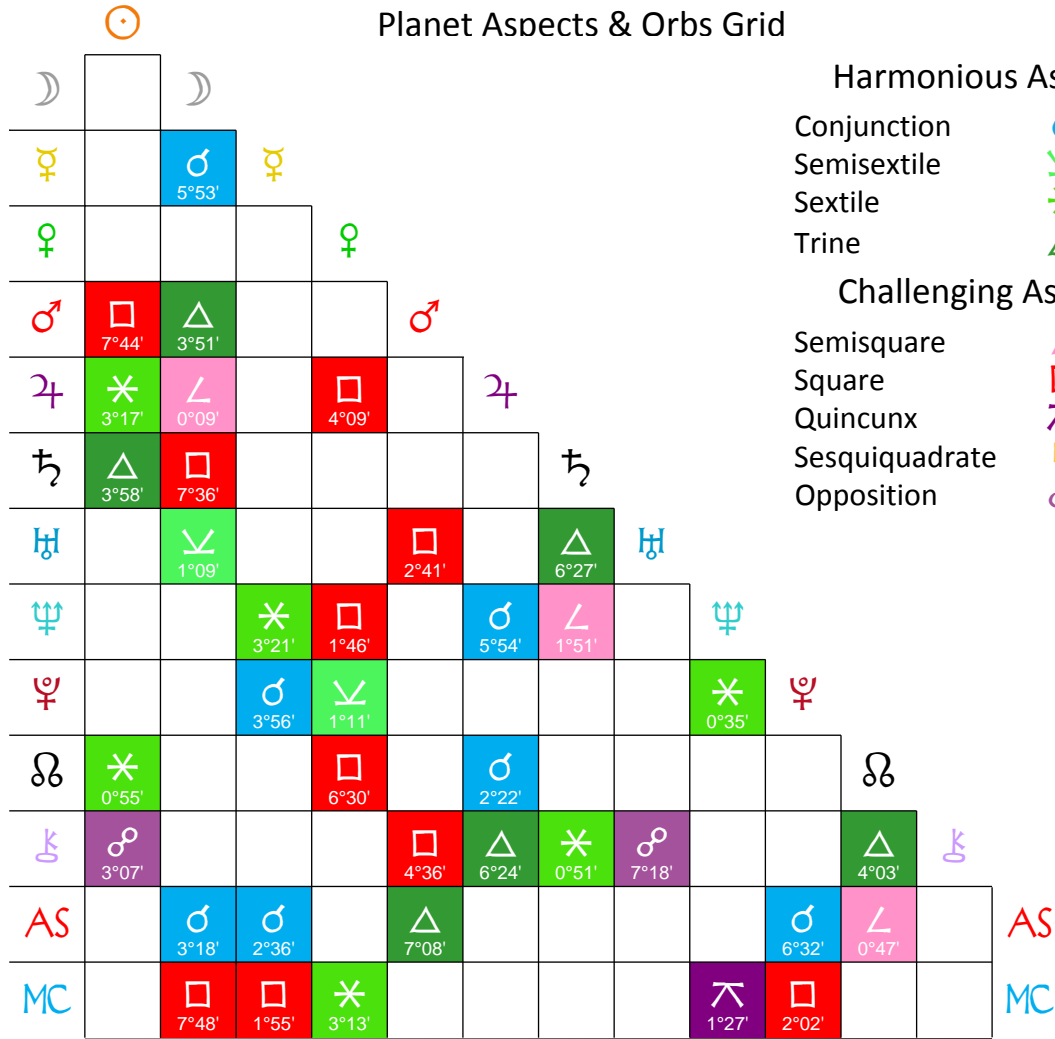 Planet Aspects & Orbs Grid
Harmonious As
Conjunction
Semisextile
Sextile
Trine
Challenging As
Semisquare
Square
Quincunx
Sesquiquadrate
Opposition
5°53'
7°44' 3°51'
3°17' 0°09' 4°09'
3°58' 7°36'
1°09' 2°41' 6°27'
3°21' 1°46' 5°54' 1°51'
3°56' 1°11' 0°35'
0°55' 6°30' 2°22'
3°07' 4°36' 6°24' 0°51' 7°18' 4°03'
AS 3°18' 2°36' 7°08' 6°32' 0°47' AS
MC 7°48' 1°55' 3°13' 1°27' 2°02' MC